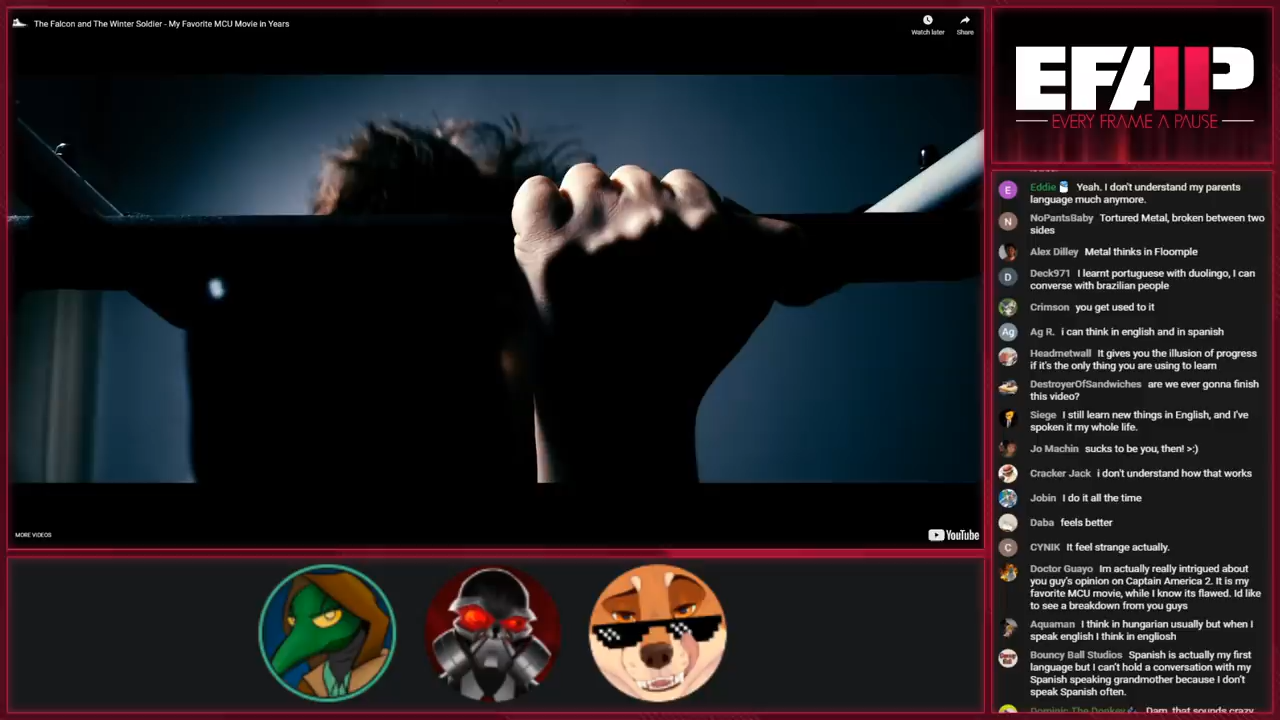 The Falcon and The Winter Soldier - My Favorite MCU Movie in Years
Watch later
Share
MORE VIDEOS
YouTube
EFAP
EVERY FRAME A PAUSE
Eddie Yeah. I don't understand my parents
language much anymore.
NoPantsBaby Tortured Metal, broken between two
sides
Alex Dilley Metal thinks in Floomple
Deck971 I learnt portuguese with duolingo, I can
converse with brazilian people
Crimson you get used to it
Ag R. i can think in english and in spanish
Headmetwall It gives you the illusion of progress
if it's the only thing you are using to learn
DestroyerOfSandwiches are we ever gonna finish
this video?
Siege I still learn new things in English, and I've
spoken it my whole life.
Jo Machin sucks to be you, then! >:)
Cracker Jack i don't understand how that works
Jobin I do it all the time
Daba feels better
CYNIK It feel strange actually.
Doctor Guayo Im actually really intrigued about
you guy's opinion on Captain America 2. It is my
favorite MCU movie, while I know its flawed. Id like
to see a breakdown from you guys
Aquaman I think in hungarian usually but when I
speak english I think in engliosh
Bouncy Ball Studios Spanish is actually my first
language but I can't hold a conversation with my
Spanish speaking grandmother because I don't
speak Spanish often.
Dominic The Donkey Darn, that sounds crazy
E
N
D
Ag
C